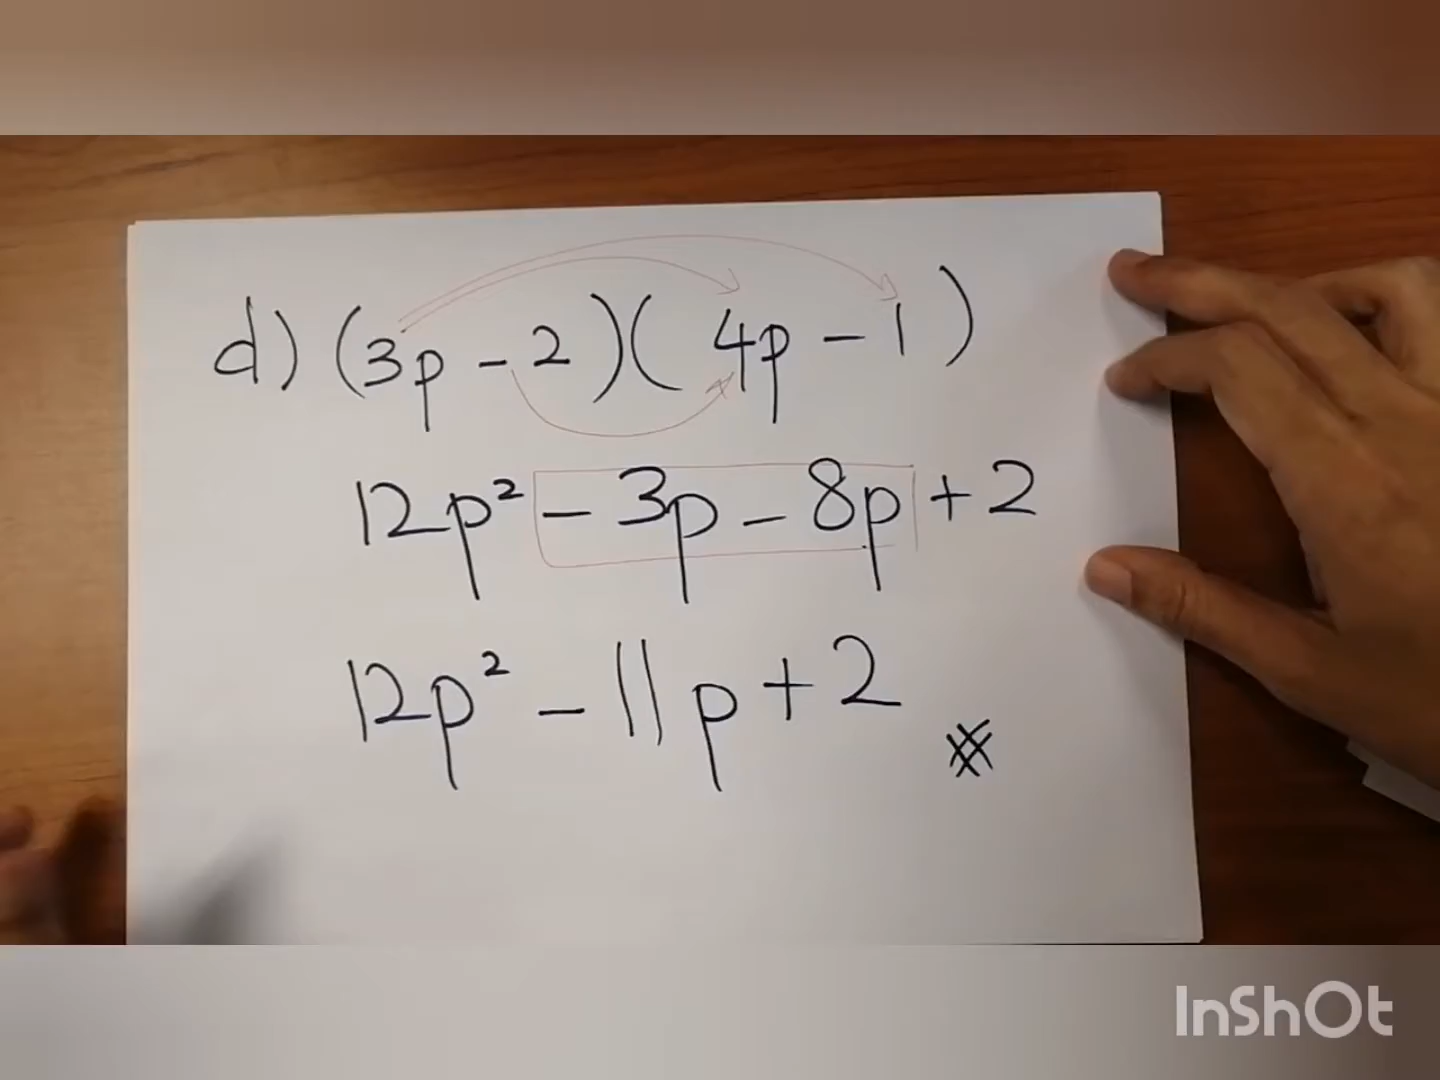 d) (3p - 2)(4p - 1)
12p² - 3p - 8p + 2
12p² - 11p + 2
InShOt